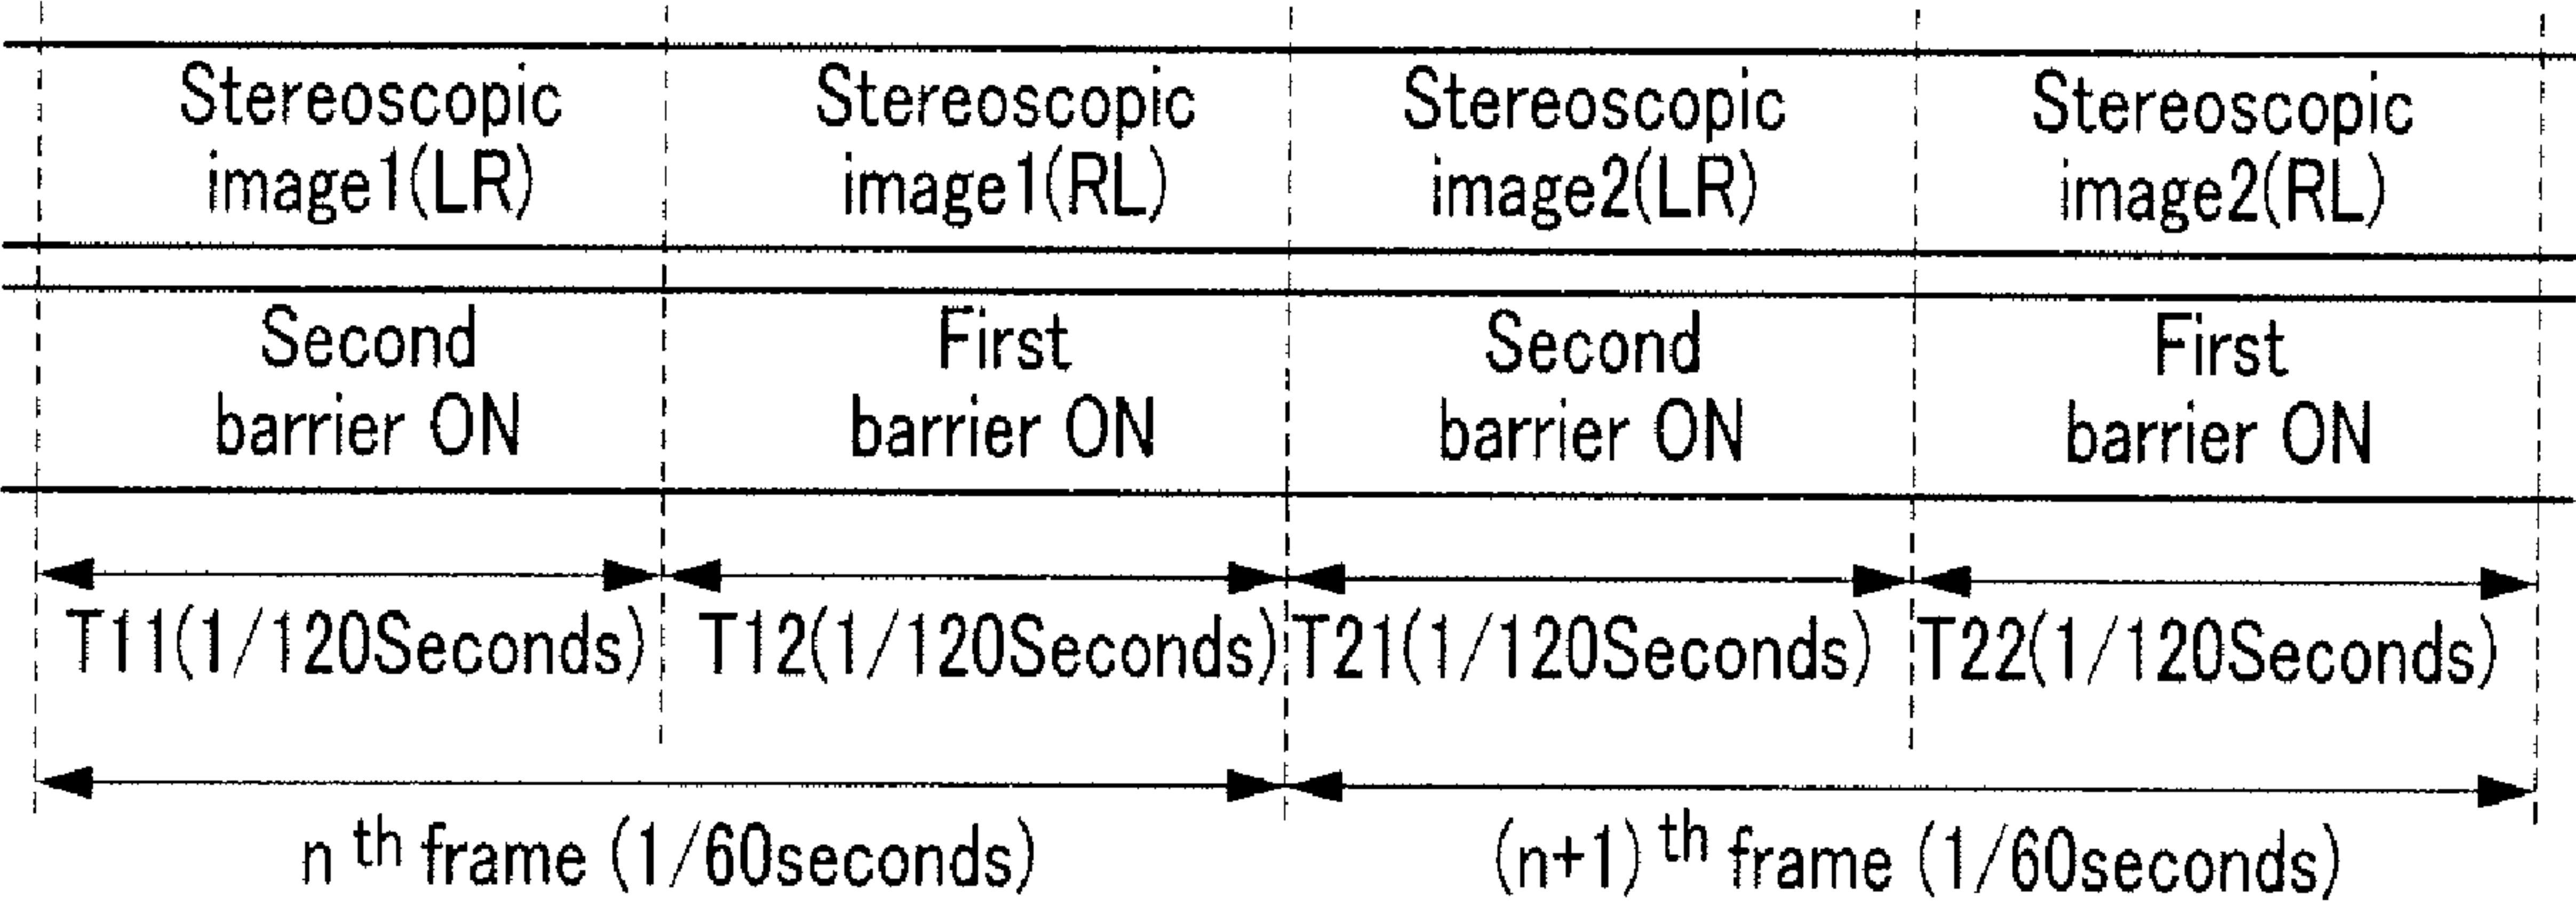 Stereoscopic
image1(LR)
Stereoscopic
image1(RL)
Stereoscopic
image2(LR)
Stereoscopic
image2(RL)
Second
barrier ON
First
barrier ON
Second
barrier ON
First
barrier ON
T11(1/120Seconds)
T12(1/120Seconds)
T21(1/120Seconds)
T22(1/120Seconds)
n th frame (1/60seconds)
(n+1) th frame (1/60seconds)